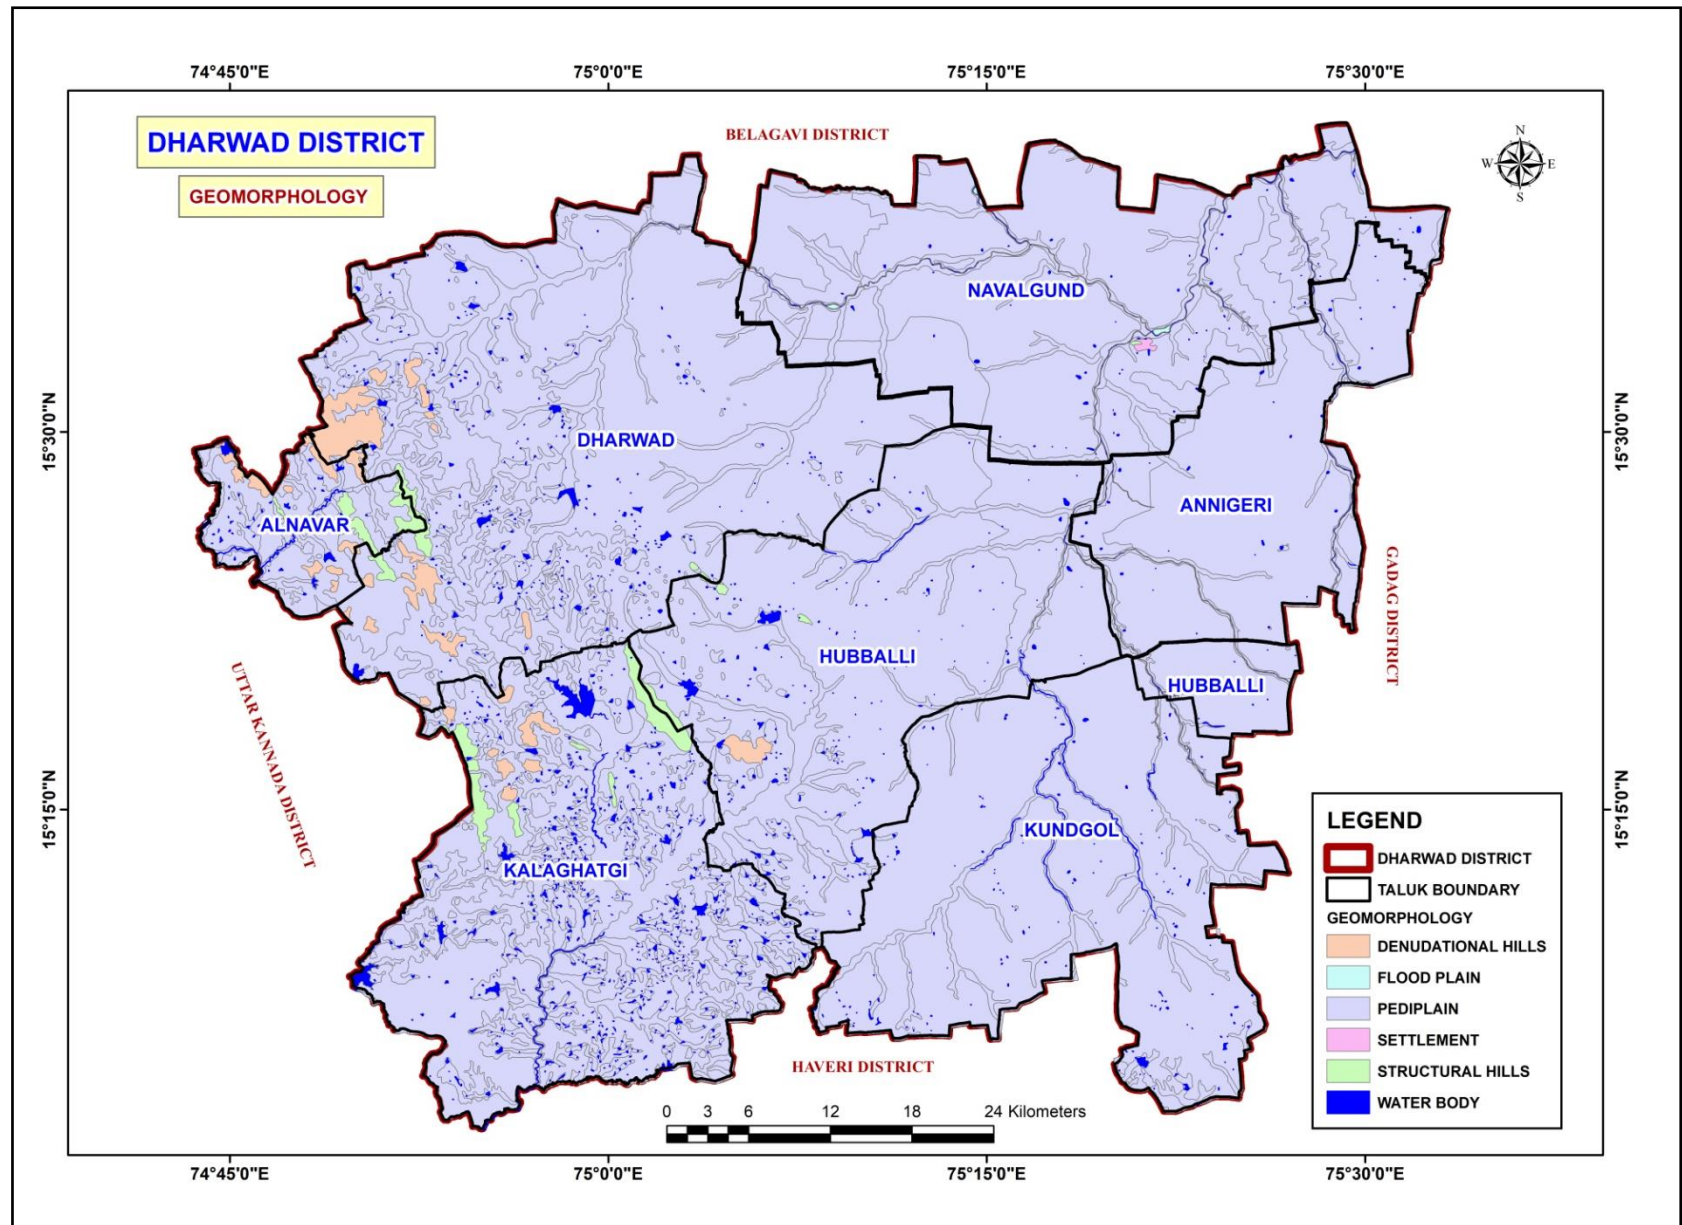 74°45'0"E
75°0'0"E
75°15'0"E
75°30'0"E
DHARWAD DISTRICT
GEOMORPHOLOGY
BELAGAVI DISTRICT
N
W E
S
NAVALGUND
15°30'0"N
15°30'0"N
DHARWAD
ANNIGERI
ALNAVAR
GADAG DISTRICT
HUBBALLI
HUBBALLI
UTTAR KANNADA DISTRICT
15°15'0"N
15°15'0"N
KUNDGOL
KALAGHATGI
HAVERI DISTRICT
LEGEND
DHARWAD DISTRICT
TALUK BOUNDARY
GEOMORPHOLOGY
DENUDATIONAL HILLS
FLOOD PLAIN
PEDIPLAIN
SETTLEMENT
STRUCTURAL HILLS
WATER BODY
0 3 6 12 18 24 Kilometers
74°45'0"E
75°0'0"E
75°15'0"E
75°30'0"E